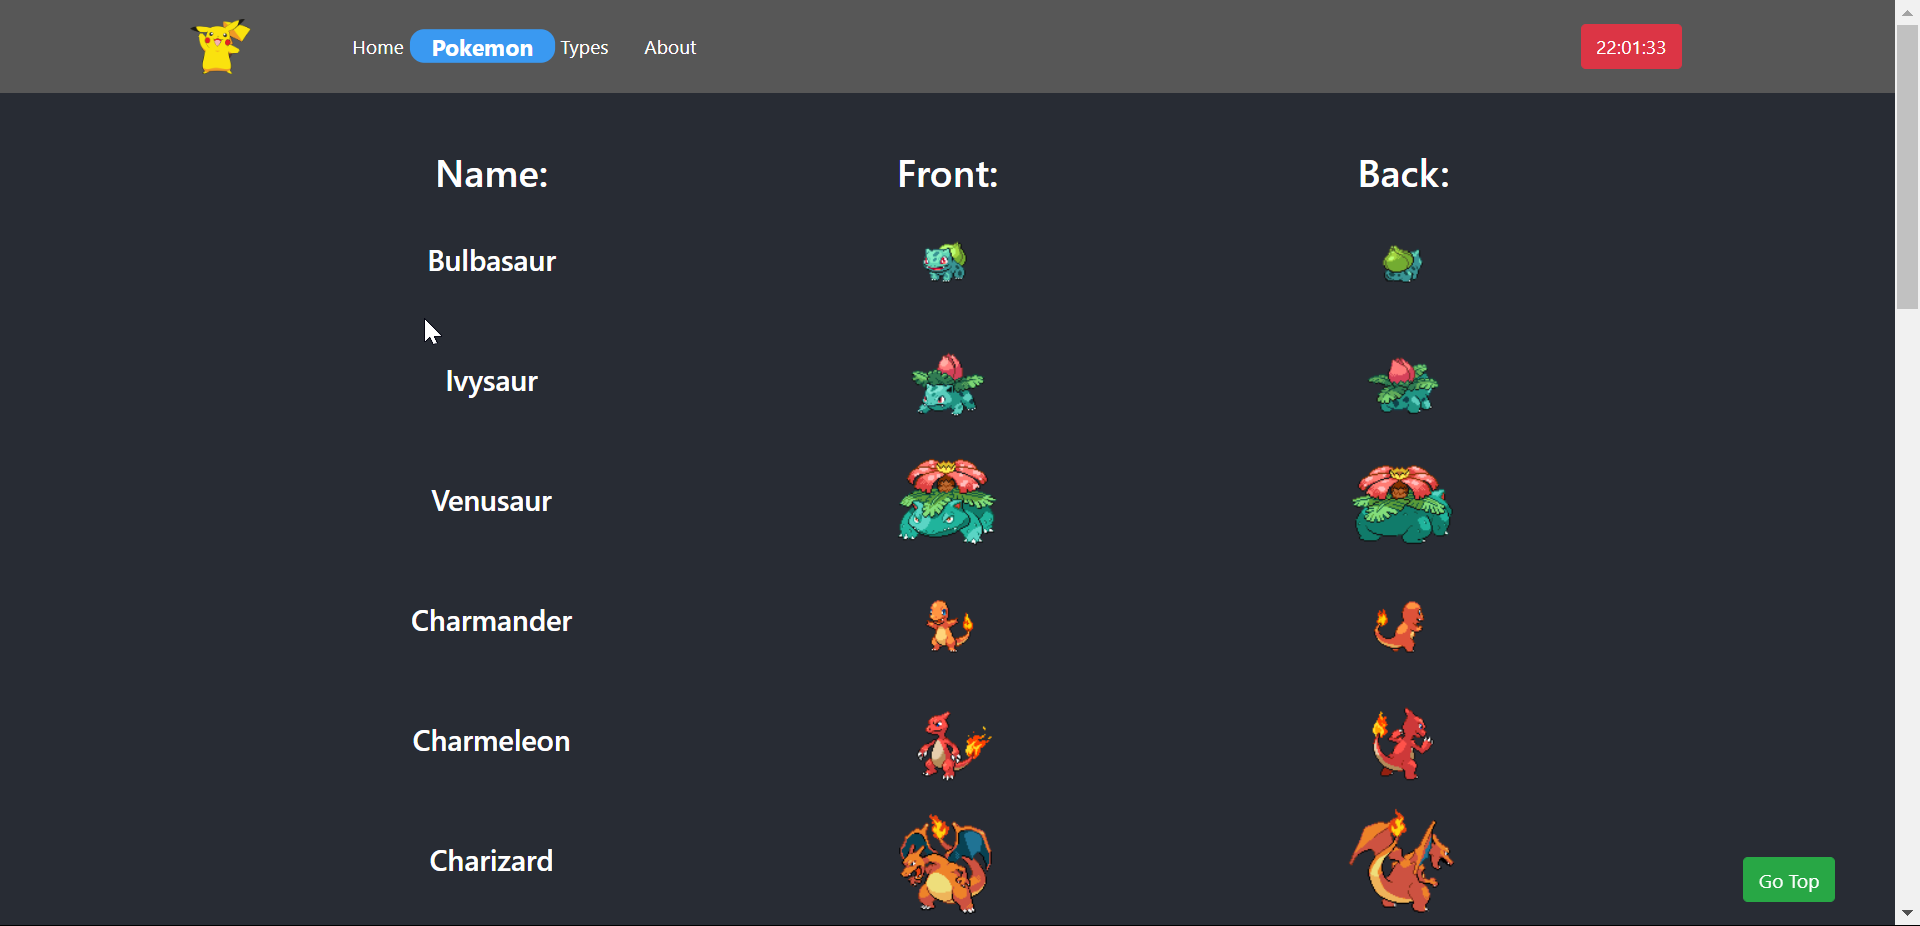 Home Pokemon Types About 22:01:33
Name: Front: Back:
Bulbasaur
Ivysaur
Venusaur
Charmander
Charmeleon
Charizard
Go Top